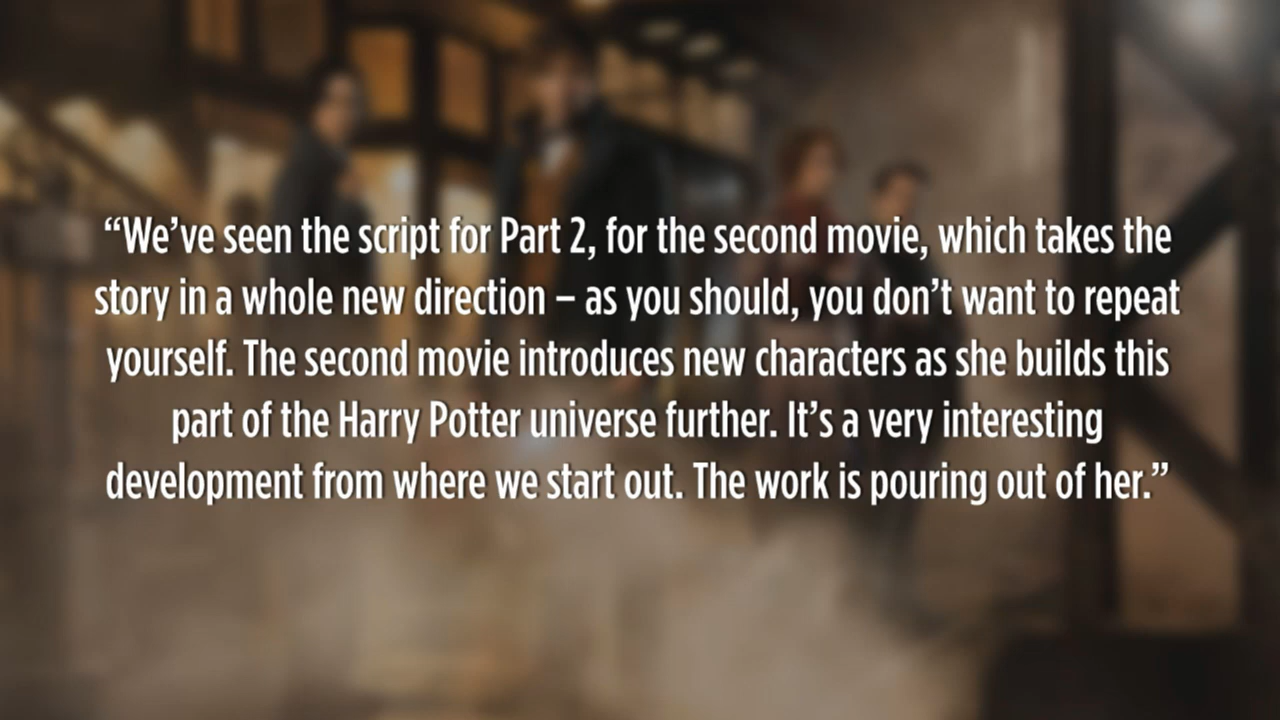 “We’ve seen the script for Part 2, for the second movie, which takes the
story in a whole new direction – as you should, you don’t want to repeat
yourself. The second movie introduces new characters as she builds this
part of the Harry Potter universe further. It’s a very interesting
development from where we start out. The work is pouring out of her.”